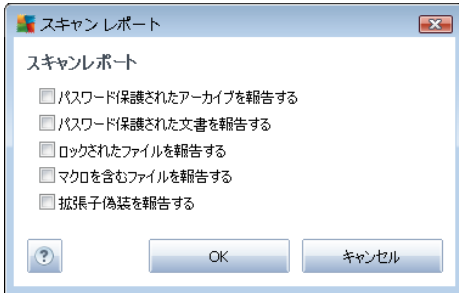 スキャン レポート
スキャンレポート
パスワード保護されたアーカイブを報告する
パスワード保護された文書を報告する
ロックされたファイルを報告する
マクロを含むファイルを報告する
拡張子偽装を報告する
? OK キャンセル